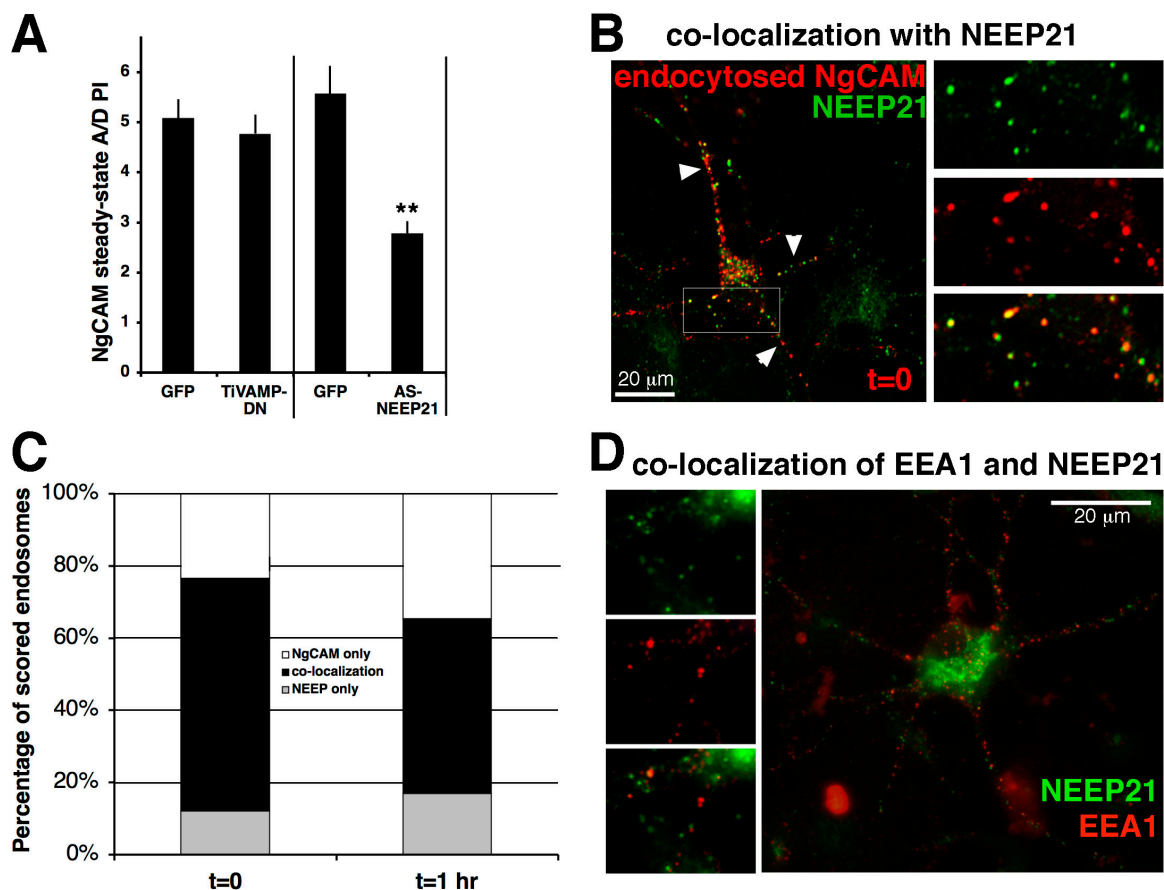 A
NgCAM steady-state A/D PI
6
5
4
3
2
1
0
**
GFP
TiVAMP-
DN
GFP
AS-
NEEP21
B
co-localization with NEEP21
endocytosed NgCAM
NEEP21
20 μm
t=0
C
Percentage of scored endosomes
100%
80%
60%
40%
20%
0%
NgCAM only
co-localization
NEEP only
t=0
t=1 hr
D
co-localization of EEA1 and NEEP21
20 μm
NEEP21
EEA1